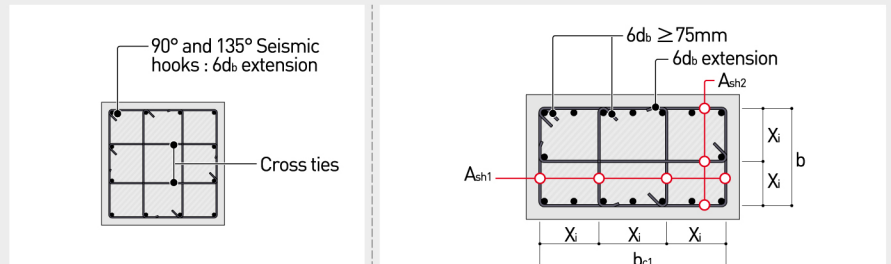 90° and 135° Seismic
hooks : 6db extension
Cross ties
6db ≥75mm
6db extension
Ash2
Xi
b
Ash1
Xi
Xi
Xi
Xi
bc1